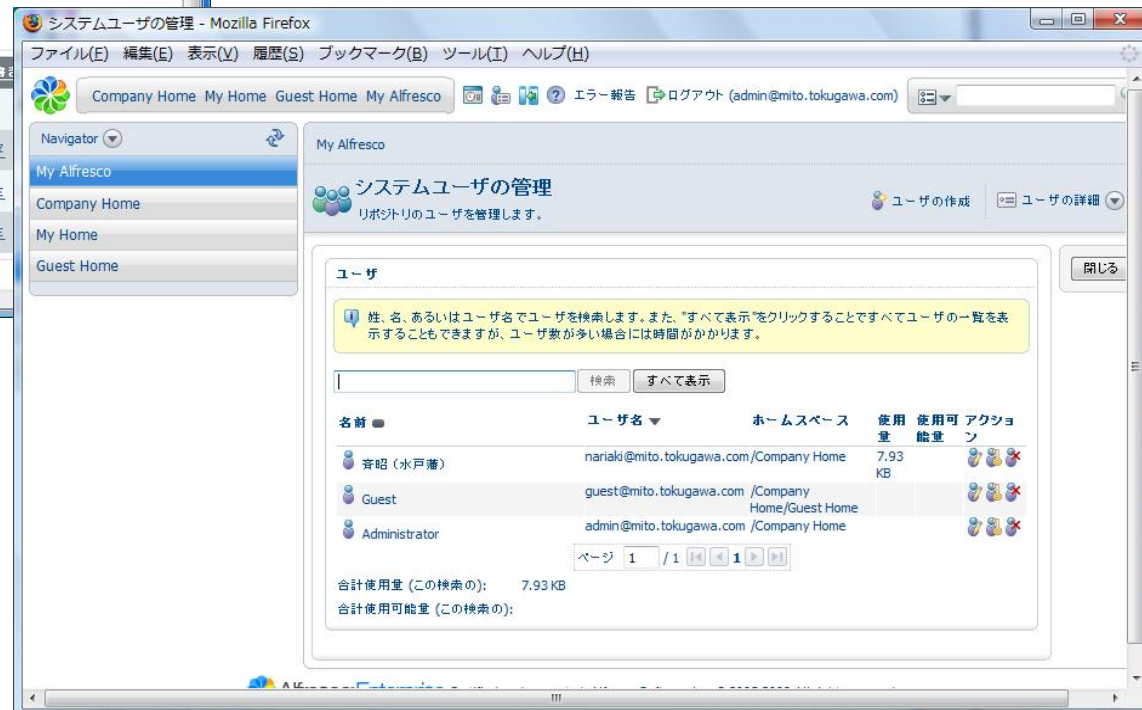 システムユーザの管理 - Mozilla Firefox
ファイル(F) 編集(E) 表示(V) 履歴(S) ブックマーク(B) ツール(T) ヘルプ(H)
Company Home My Home Guest Home My Alfresco エラー報告 ログアウト (admin@mito.tokugawa.com)
Navigator
My Alfresco
Company Home
My Home
Guest Home
My Alfresco
システムユーザの管理
リポジトリのユーザを管理します。
ユーザの作成 ユーザの詳細
閉じる
ユーザ
姓、名、あるいはユーザ名でユーザを検索します。また、"すべて表示"をクリックすることですべてユーザの一覧を表
示することもできますが、ユーザ数が多い場合には時間がかかります。
検索 すべて表示
名前 ユーザ名 ホームスペース 使用量 使用可能量 アクション
斉昭（水戸藩） nariaki@mito.tokugawa.com /Company Home 7.93 KB
Guest guest@mito.tokugawa.com /Company Home/Guest Home
Administrator admin@mito.tokugawa.com /Company Home
ページ 1 / 1 1
合計使用量 (この検索の): 7.93 KB
合計使用可能量 (この検索の):